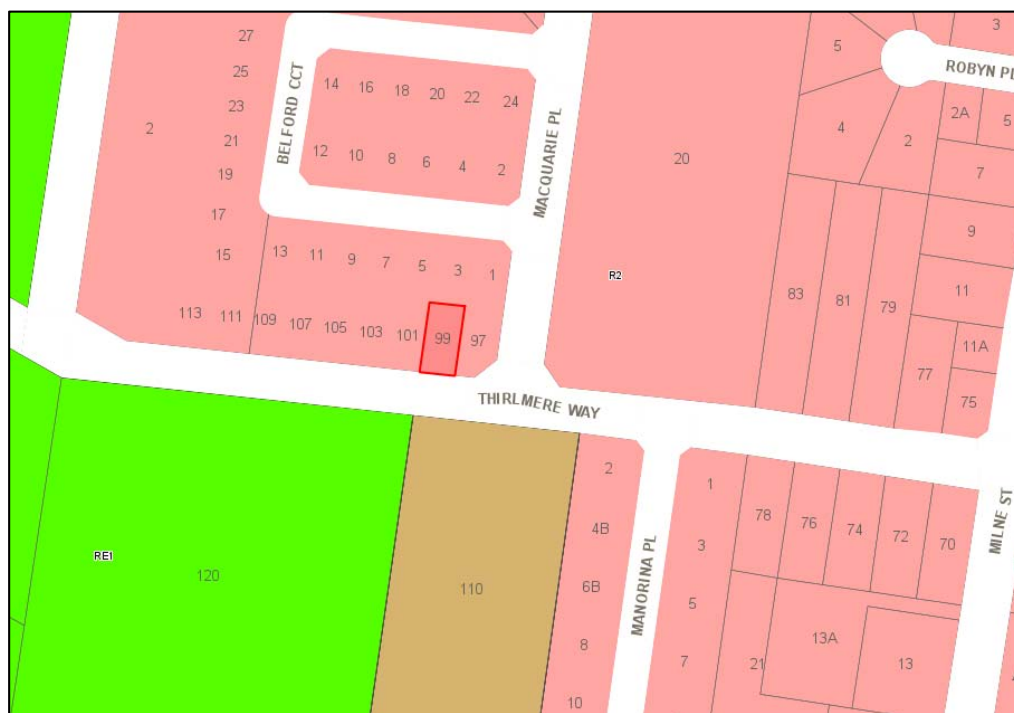 27
25
23
21
19
17
15
2
BELFORD CCT
14 16 18 20 22 24
12 10 8 6 4 2
MACQUARIE PL
13 11 9 7 5 3 1
113 111 109 107 105 103 101 99 97
20
R2
5
4
2
3
ROBYN PL
2A 5
7
9
11
11A
75
77
83 81 79
THIRLMERE WAY
RE1
120
110
2
4B
6B
8
10
MANORINA PL
1
3
5
7
78 76 74 72 70
13A
13
21
MILNE ST